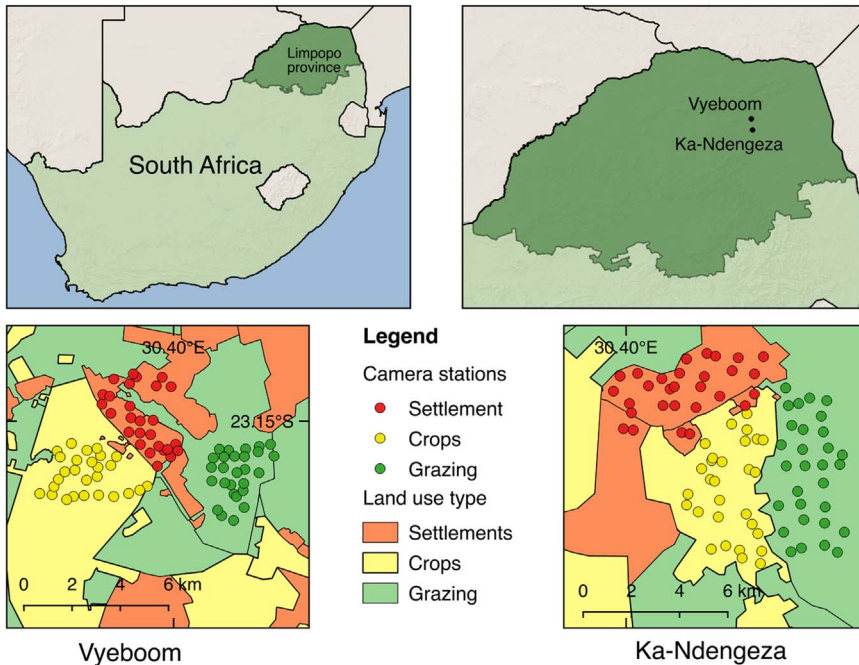 Limpopo
province
South Africa
Vyeboom
Ka-Ndengeza
30.40°E
23.15°S
0 2 4 6 km
Vyeboom
Legend
Camera stations
Settlement
Crops
Grazing
Land use type
Settlements
Crops
Grazing
30.40°E
0 2 4 6 km
Ka-Ndengeza